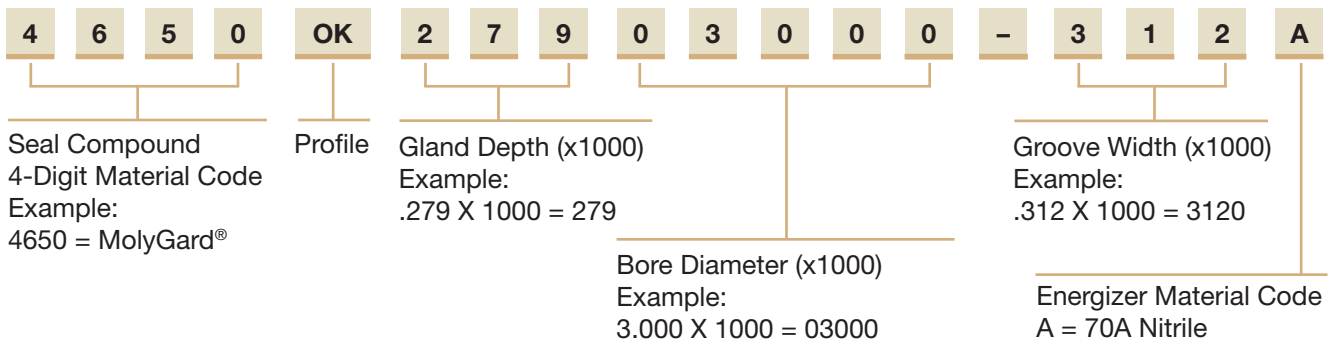 4 6 5 0 OK 2 7 9 0 3 0 0 0 – 3 1 2 A
Seal Compound
4-Digit Material Code
Example:
4650 = MolyGard®
Profile
Gland Depth (x1000)
Example:
.279 X 1000 = 279
Bore Diameter (x1000)
Example:
3.000 X 1000 = 03000
Groove Width (x1000)
Example:
.312 X 1000 = 3120
Energizer Material Code
A = 70A Nitrile